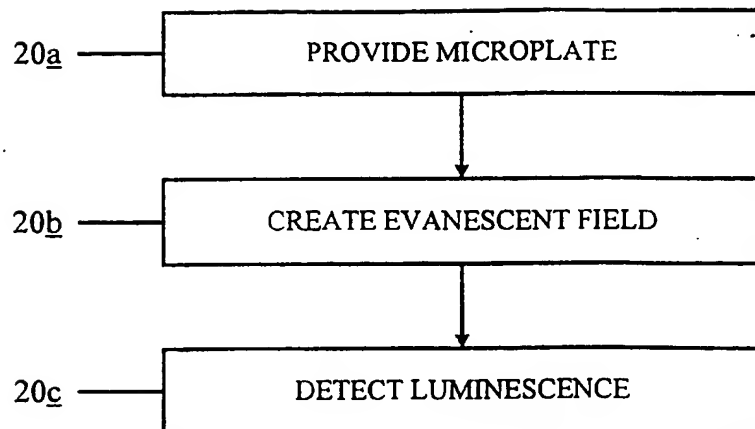 20a PROVIDE MICROPLATE
20b CREATE EVANESCENT FIELD
20c DETECT LUMINESCENCE